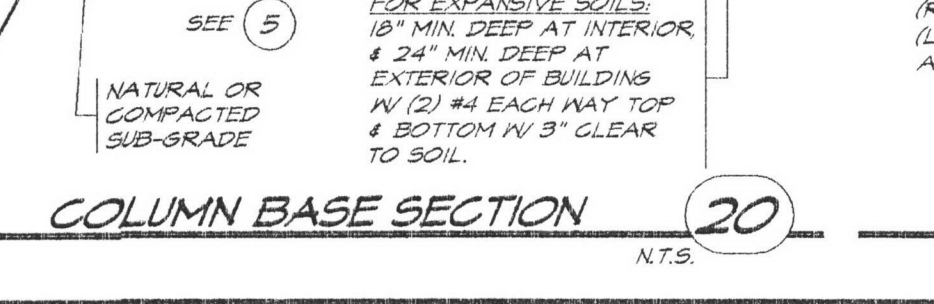 SEE 5
NATURAL OR
COMPACTED
SUB-GRADE
FOR EXPANSIVE SOILS:
18" MIN. DEEP AT INTERIOR,
& 24" MIN. DEEP AT
EXTERIOR OF BUILDING
W/ (2) #4 EACH WAY TOP
& BOTTOM W/ 3" CLEAR
TO SOIL.
COLUMN BASE SECTION 20
N.T.S.